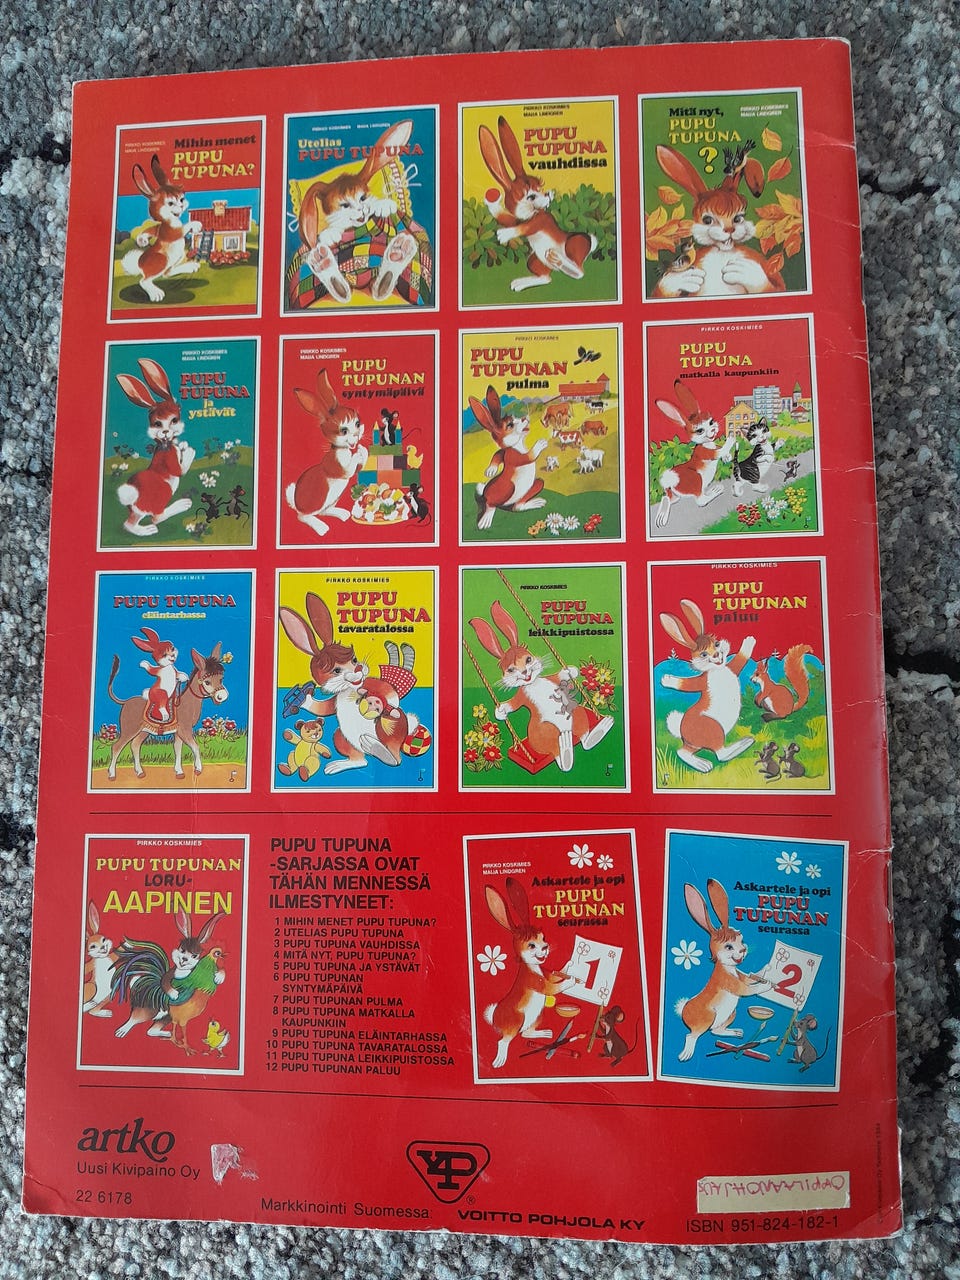 PIRKKO KOSKIMIES
MAIJA LINDGREN
Mihin menet
PUPU
TUPUNA?
PIRKKO KOSKIMIES MAIJA LINDGREN
Utelias
PUPU TUPUNA
PIRKKO KOSKIMIES
MAIJA LINDGREN
PUPU
TUPUNA
vauhdissa
Mitä nyt,
PUPU
TUPUNA
?
PIRKKO KOSKIMIES
MAIJA LINDGREN
PIRKKO KOSKIMIES
MAIJA LINDGREN
PUPU
TUPUNA
ja
ystävät
PIRKKO KOSKIMIES
MAIJA LINDGREN
PUPU
TUPUNAN
syntymäpäivä
PIRKKO KOSKIMIES
PUPU
TUPUNAN
pulma
PIRKKO KOSKIMIES
PUPU
TUPUNA
matkalla kaupunkiin
PIRKKO KOSKIMIES
PUPU TUPUNA
eläintarhassa
PIRKKO KOSKIMIES
PUPU
TUPUNA
tavaratalossa
PIRKKO KOSKIMIES
PUPU
TUPUNA
leikkipuistossa
PIRKKO KOSKIMIES
PUPU
TUPUNAN
paluu
PIRKKO KOSKIMIES
PUPU TUPUNAN
LORU-
AAPINEN
PUPU TUPUNA
-SARJASSA OVAT
TÄHÄN MENNESSÄ
ILMESTYNEET:
1 MIHIN MENET PUPU TUPUNA?
2 UTELIAS PUPU TUPUNA
3 PUPU TUPUNA VAUHDISSA
4 MITÄ NYT, PUPU TUPUNA?
5 PUPU TUPUNA JA YSTÄVÄT
6 PUPU TUPUNAN
SYNTYMÄPÄIVÄ
7 PUPU TUPUNAN PULMA
8 PUPU TUPUNA MATKALLA
KAUPUNKIIN
9 PUPU TUPUNA ELÄINTARHASSA
10 PUPU TUPUNA TAVARATALOSSA
11 PUPU TUPUNA LEIKKIPUISTOSSA
12 PUPU TUPUNAN PALUU
PIRKKO KOSKIMIES
MAIJA LINDGREN
Askartele ja opi
PUPU
TUPUNAN
seurassa
1
Askartele ja opi
PUPU
TUPUNAN
seurassa
2
artko
Uusi Kivipaino Oy
22 6178
Y4P
®
Markkinointi Suomessa:
VOITTO POHJOLA KY
OPPILAANOHJAUS
ISBN 951-824-182-1